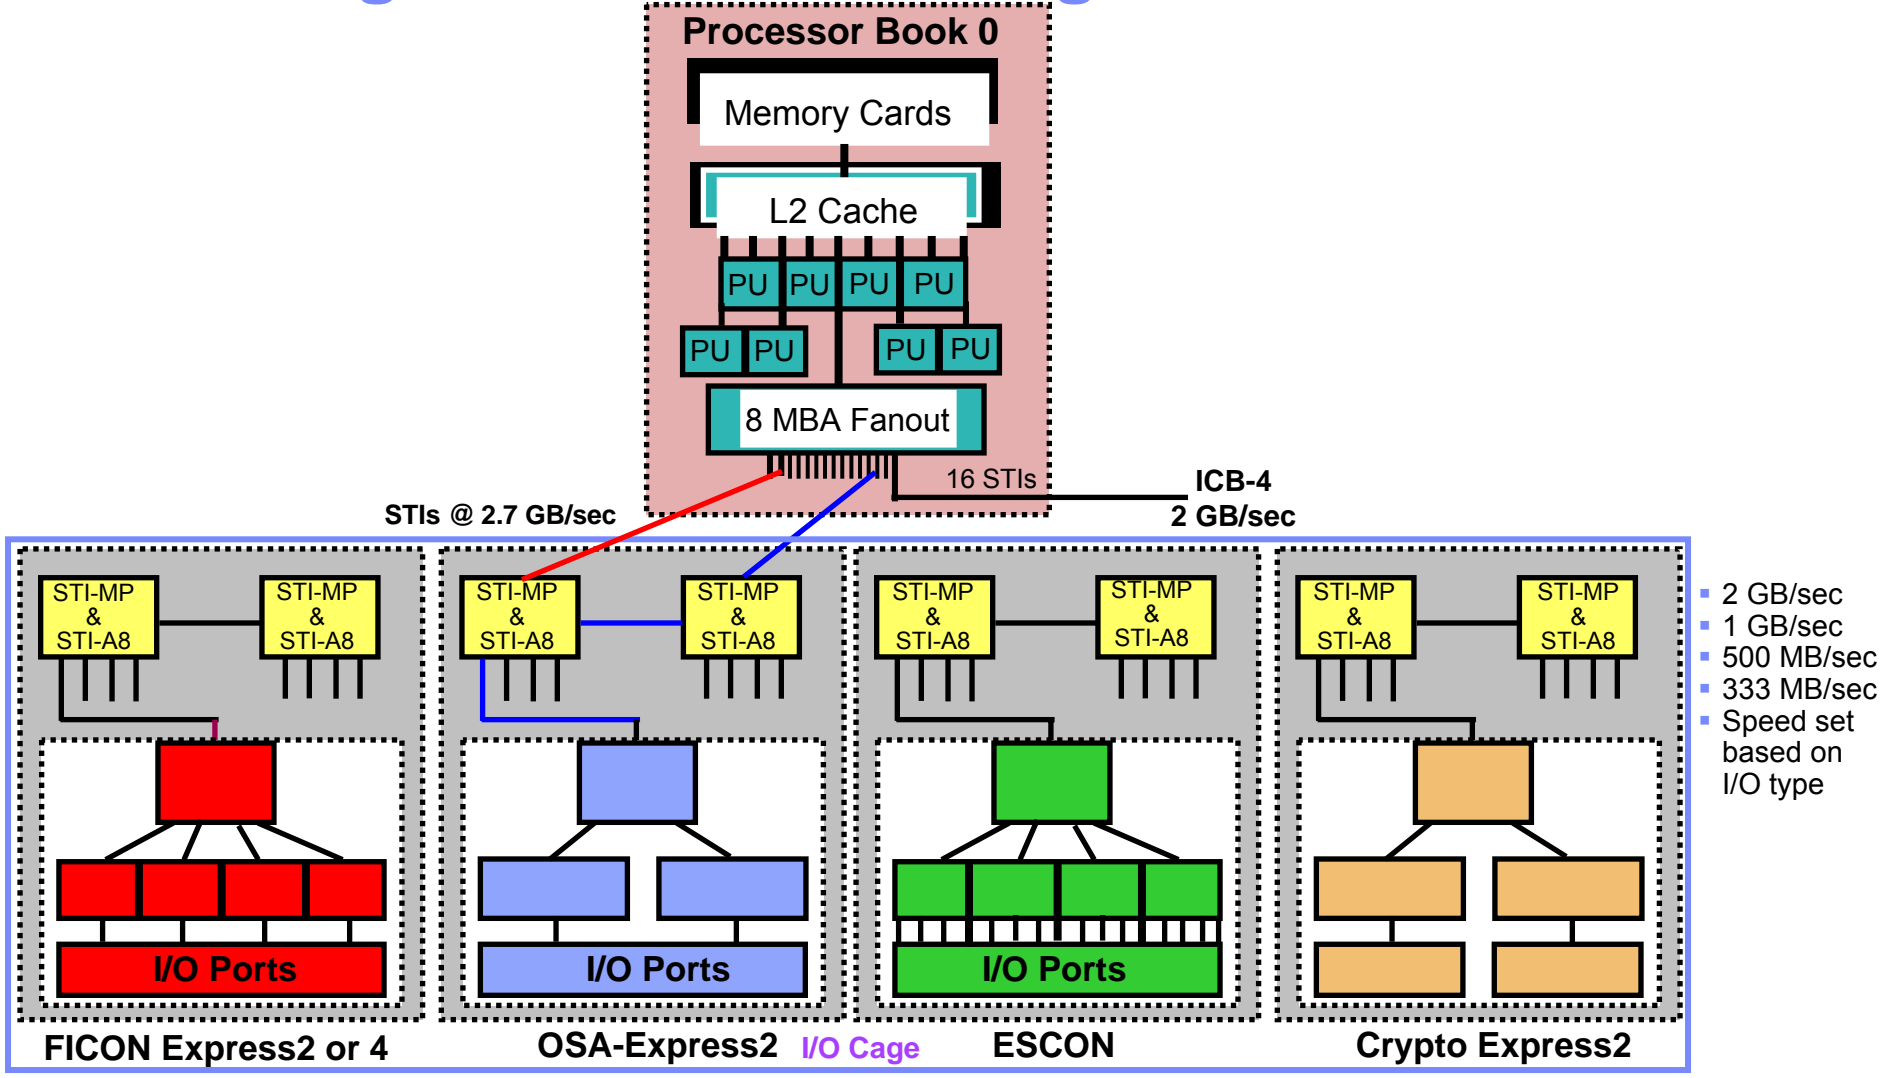 Processor Book 0
Memory Cards
L2 Cache
PU PU PU PU
PU PU PU PU
8 MBA Fanout
16 STIs
ICB-4
2 GB/sec
STIs @ 2.7 GB/sec
STI-MP
&
STI-A8
STI-MP
&
STI-A8
STI-MP
&
STI-A8
STI-MP
&
STI-A8
STI-MP
&
STI-A8
STI-MP
&
STI-A8
STI-MP
&
STI-A8
STI-MP
&
STI-A8
2 GB/sec
1 GB/sec
500 MB/sec
333 MB/sec
Speed set
based on
I/O type
I/O Ports
I/O Ports
I/O Ports
FICON Express2 or 4
OSA-Express2
I/O Cage
ESCON
Crypto Express2